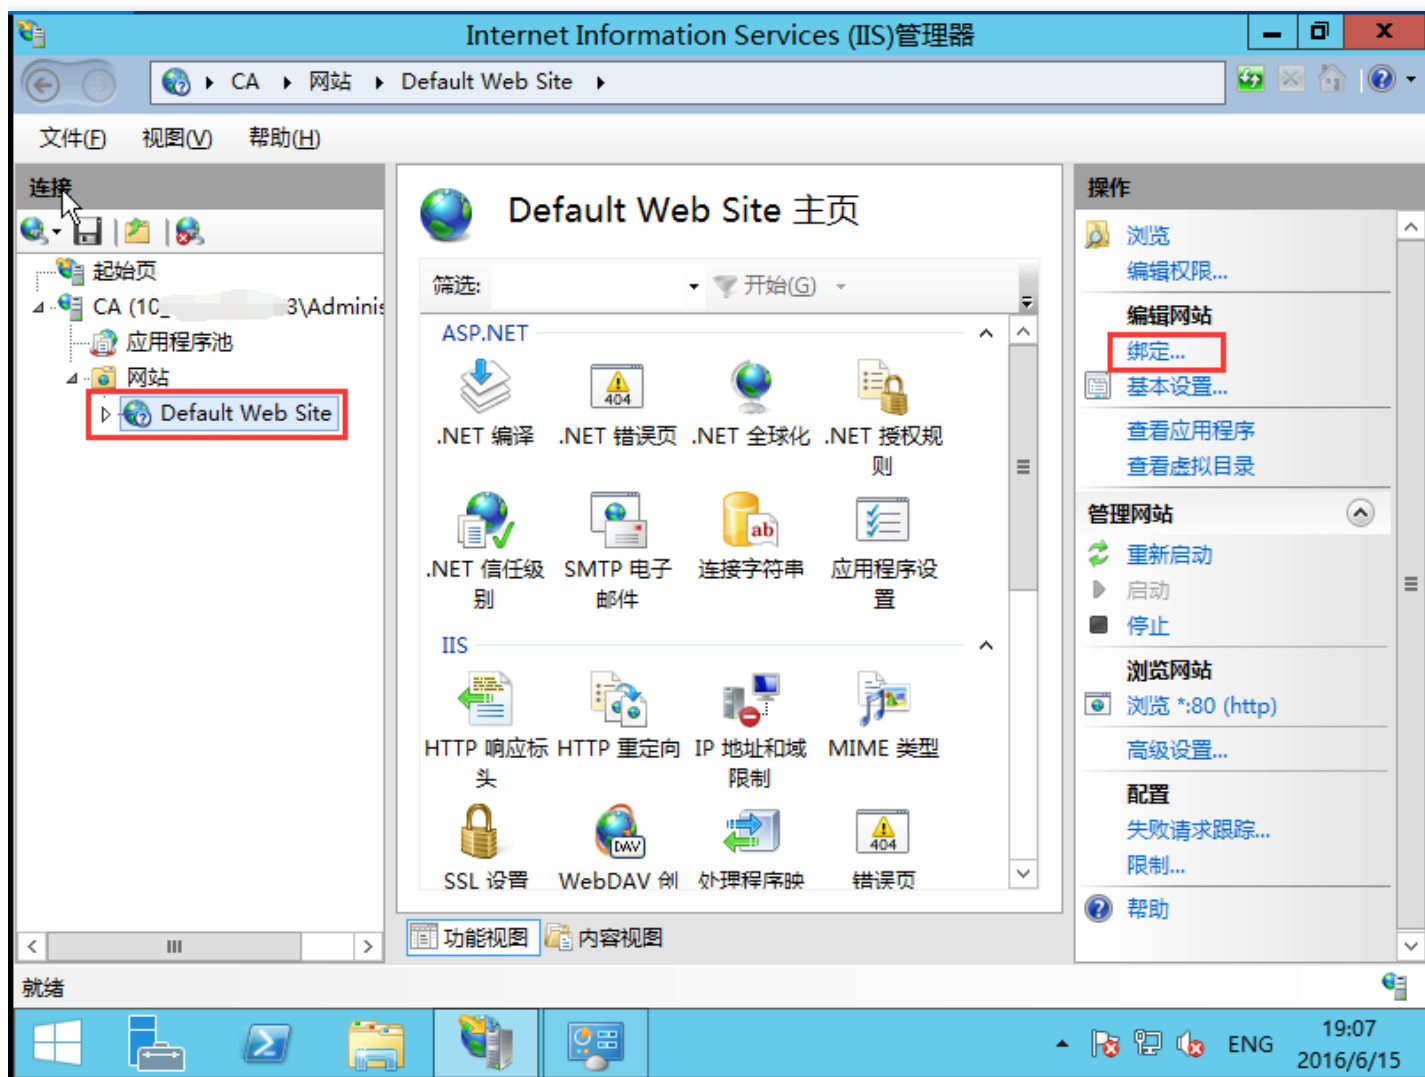 Internet Information Services (IIS)管理器
CA
网站
Default Web Site
文件(F)
视图(V)
帮助(H)
连接
起始页
CA (10_
3\Adminis
应用程序池
网站
Default Web Site
Default Web Site 主页
筛选:
开始(G)
ASP.NET
404
.NET 编译
.NET 错误页
.NET 全球化
.NET 授权规
则
ab
.NET 信任级
别
SMTP 电子
邮件
连接字符串
应用程序设
置
IIS
HTTP 响应标
头
HTTP 重定向
IP 地址和域
限制
MIME 类型
DAV
404
SSL 设置
WebDAV 创
处理程序映
错误页
功能视图
内容视图
操作
浏览
编辑权限...
编辑网站
绑定...
基本设置...
查看应用程序
查看虚拟目录
管理网站
重新启动
启动
停止
浏览网站
浏览 *:80 (http)
高级设置...
配置
失败请求跟踪...
限制...
帮助
就绪
ENG
19:07
2016/6/15